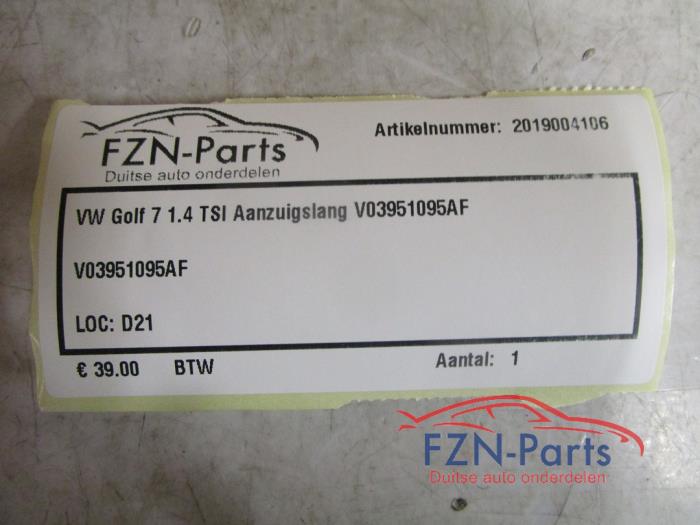 FZN-Parts
Duitse auto onderdelen
Artikelnummer: 2019004106
VW Golf 7 1.4 TSI Aanzuigslang V03951095AF
V03951095AF
LOC: D21
€ 39.00 BTW Aantal: 1
FZN-Parts
Duitse auto onderdelen